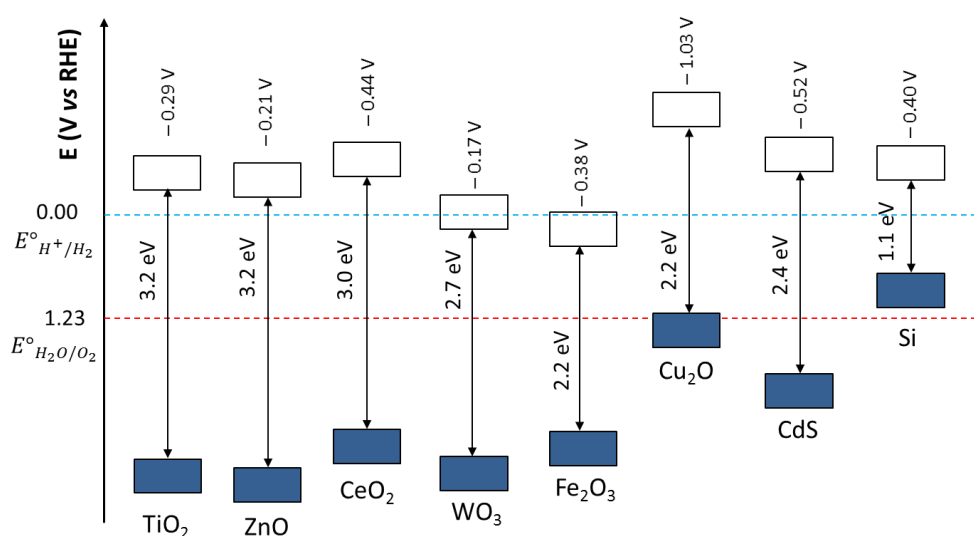 E (V vs RHE)
– 0.29 V
– 0.21 V
– 0.44 V
– 0.17 V
– 0.38 V
– 1.03 V
– 0.52 V
– 0.40 V
0.00
E°H⁺/H₂
1.23
E°H₂O/O₂
3.2 eV
3.2 eV
3.0 eV
2.7 eV
2.2 eV
2.2 eV
2.4 eV
1.1 eV
TiO₂
ZnO
CeO₂
WO₃
Fe₂O₃
Cu₂O
CdS
Si